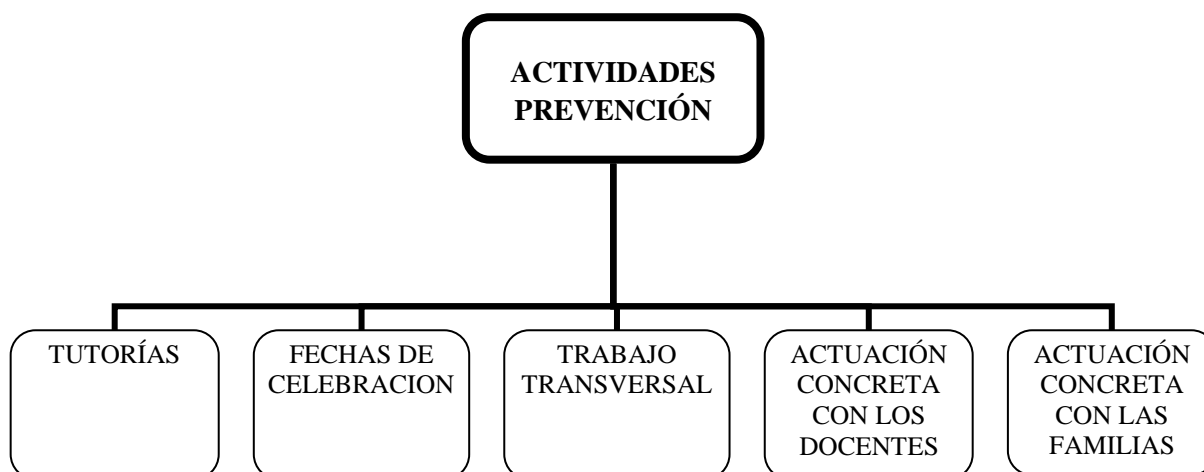 ACTIVIDADES
PREVENCIÓN
TUTORÍAS
FECHAS DE
CELEBRACION
TRABAJO
TRANSVERSAL
ACTUACIÓN
CONCRETA
CON LOS
DOCENTES
ACTUACIÓN
CONCRETA
CON LAS
FAMILIAS